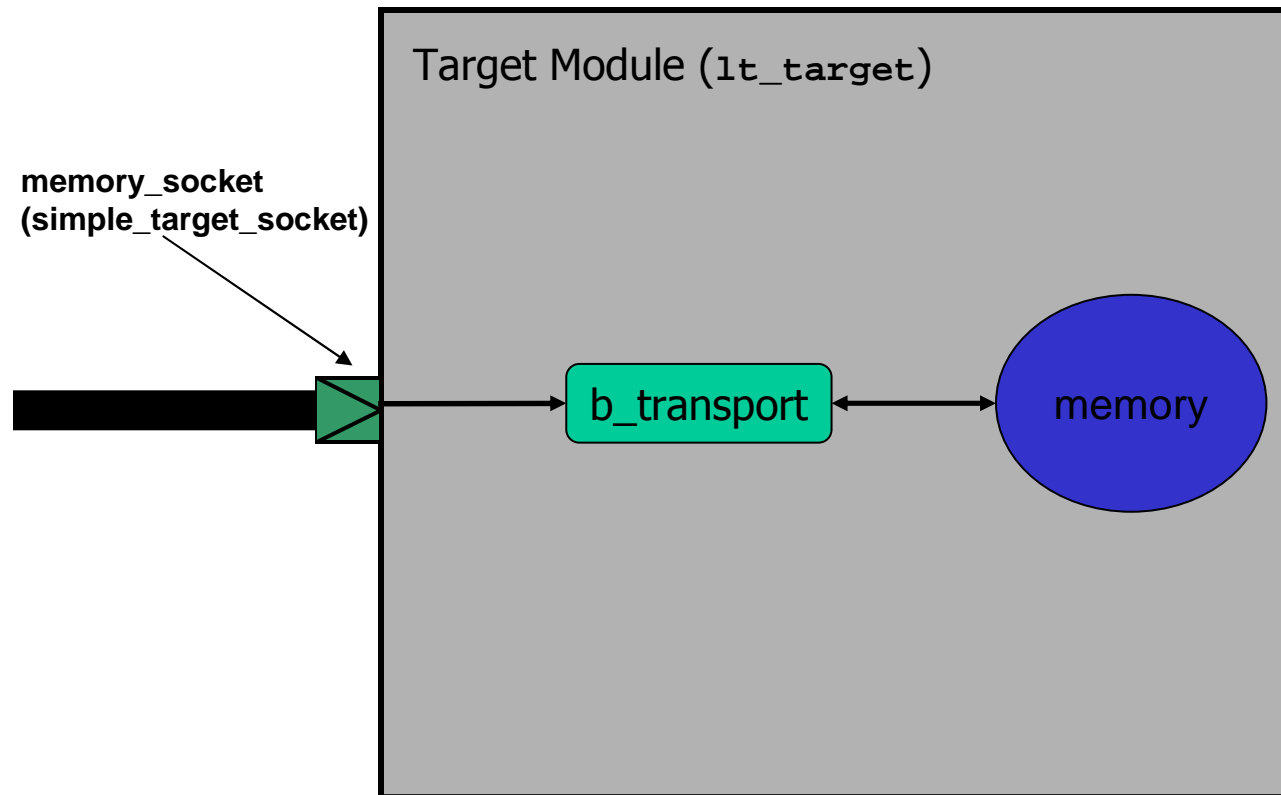 Target Module (lt_target)
memory_socket
(simple_target_socket)
b_transport
memory